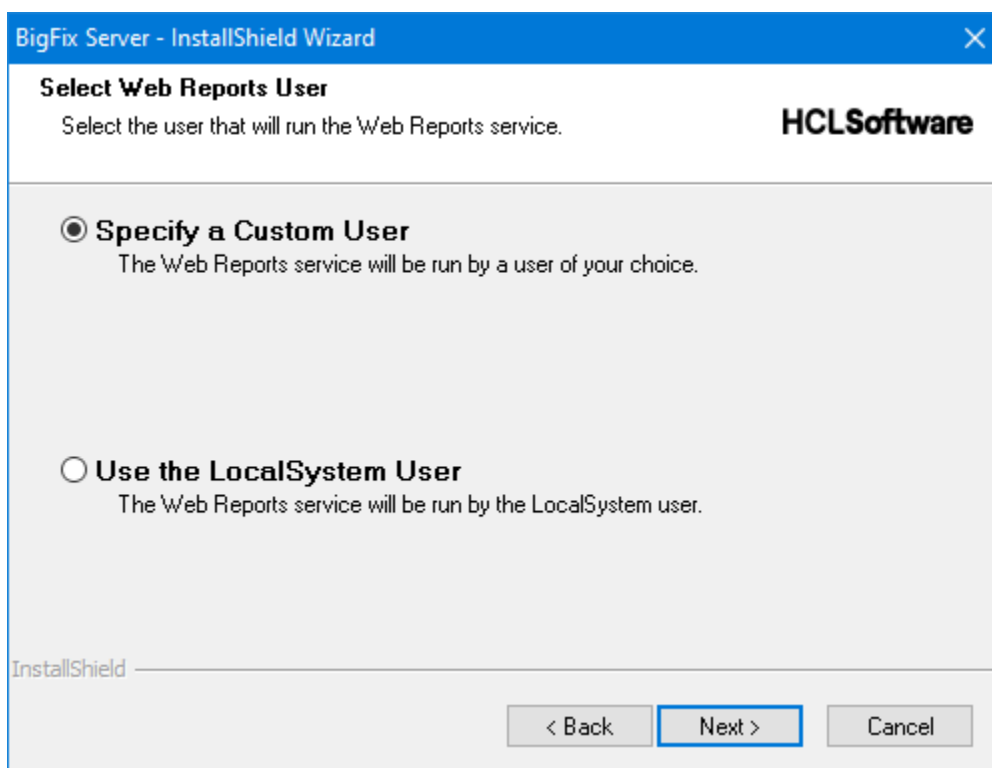 BigFix Server - InstallShield Wizard
Select Web Reports User
Select the user that will run the Web Reports service.
HCLSoftware
Specify a Custom User
The Web Reports service will be run by a user of your choice.
Use the LocalSystem User
The Web Reports service will be run by the LocalSystem user.
InstallShield
< Back
Next >
Cancel